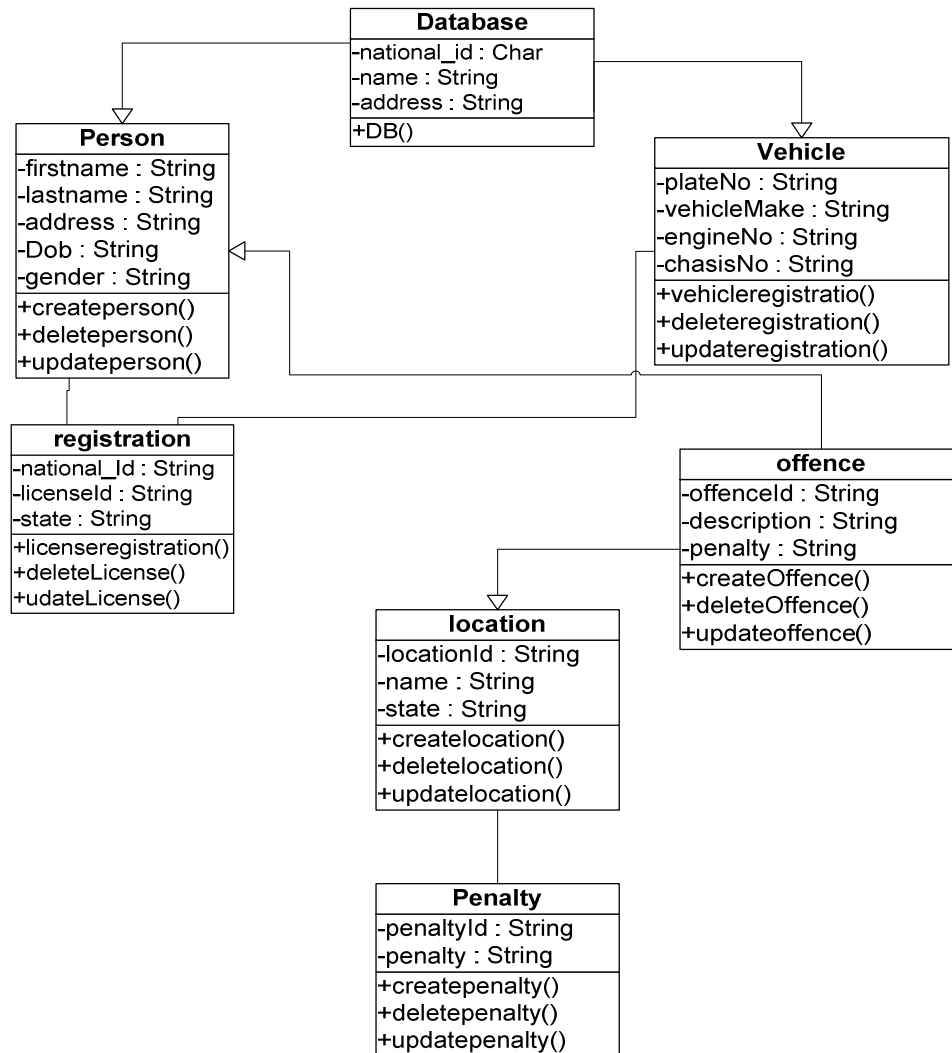 Database
-national_id : Char
-name : String
-address : String
+DB()
Person
-firstname : String
-lastname : String
-address : String
-Dob : String
-gender : String
+createperson()
+deleteperson()
+updateperson()
Vehicle
-plateNo : String
-vehicleMake : String
-engineNo : String
-chasisNo : String
+vehicleregistratio()
+deleteregistration()
+updateregistration()
registration
-national_Id : String
-licenseId : String
-state : String
+licenseregistration()
+deleteLicense()
+udateLicense()
offence
-offenceId : String
-description : String
-penalty : String
+createOffence()
+deleteOffence()
+updateoffence()
location
-locationId : String
-name : String
-state : String
+createlocation()
+deletelocation()
+updatelocation()
Penalty
-penaltyId : String
-penalty : String
+createpenalty()
+deletepenalty()
+updatepenalty()